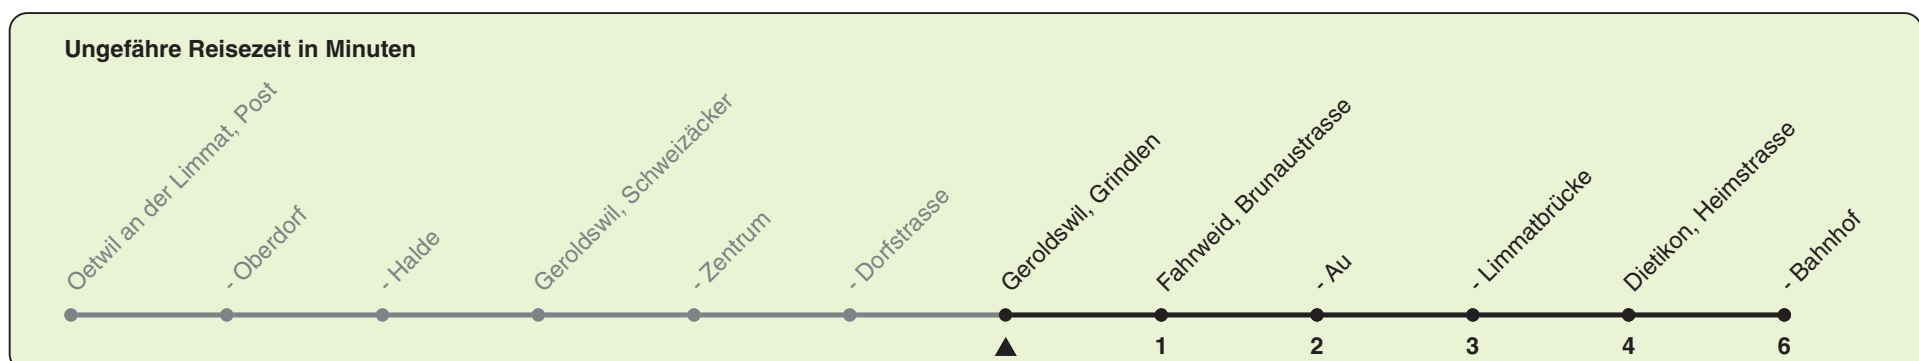 Ungefähre Reisezeit in Minuten
Oetwil an der Limmat, Post
- Oberdorf
- Halde
Geroldswil, Schweizäcker
- Zentrum
- Dorfstrasse
Geroldswil, Grindlen
Fahrweid, Brunaustrasse
- Au
- Limmatbrücke
Dietikon, Heimstrasse
- Bahnhof
1 2 3 4 6